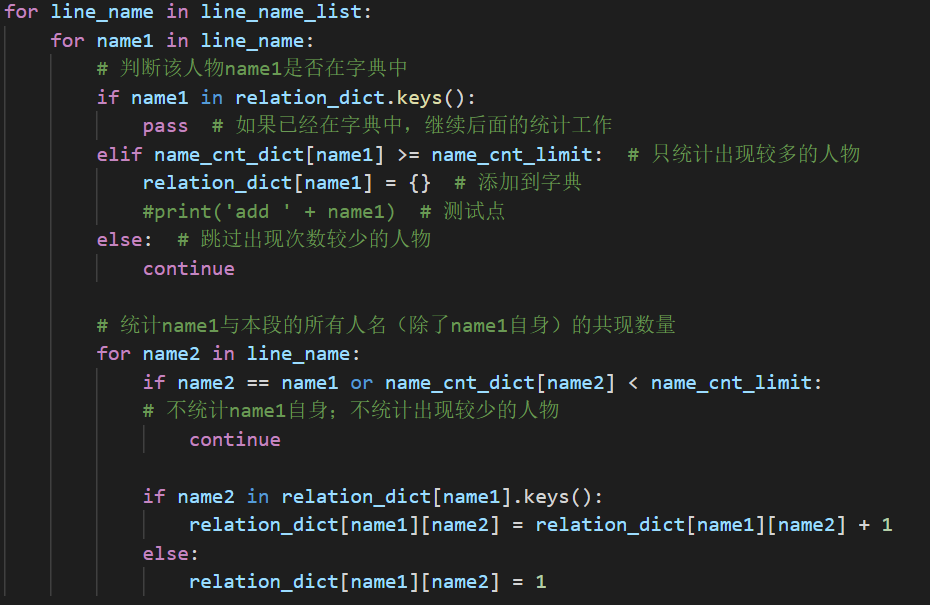 for line_name in line_name_list:
    for name1 in line_name:
        # 判断该人物name1是否在字典中
        if name1 in relation_dict.keys():
            pass  # 如果已经在字典中，继续后面的统计工作
        elif name_cnt_dict[name1] >= name_cnt_limit:  # 只统计出现较多的人物
            relation_dict[name1] = {}  # 添加到字典
            #print('add ' + name1)  # 测试点
        else:  # 跳过出现次数较少的人物
            continue

        # 统计name1与本段的所有人名（除了name1自身）的共现数量
        for name2 in line_name:
            if name2 == name1 or name_cnt_dict[name2] < name_cnt_limit:
            # 不统计name1自身；不统计出现较少的人物
                continue

            if name2 in relation_dict[name1].keys():
                relation_dict[name1][name2] = relation_dict[name1][name2] + 1
            else:
                relation_dict[name1][name2] = 1